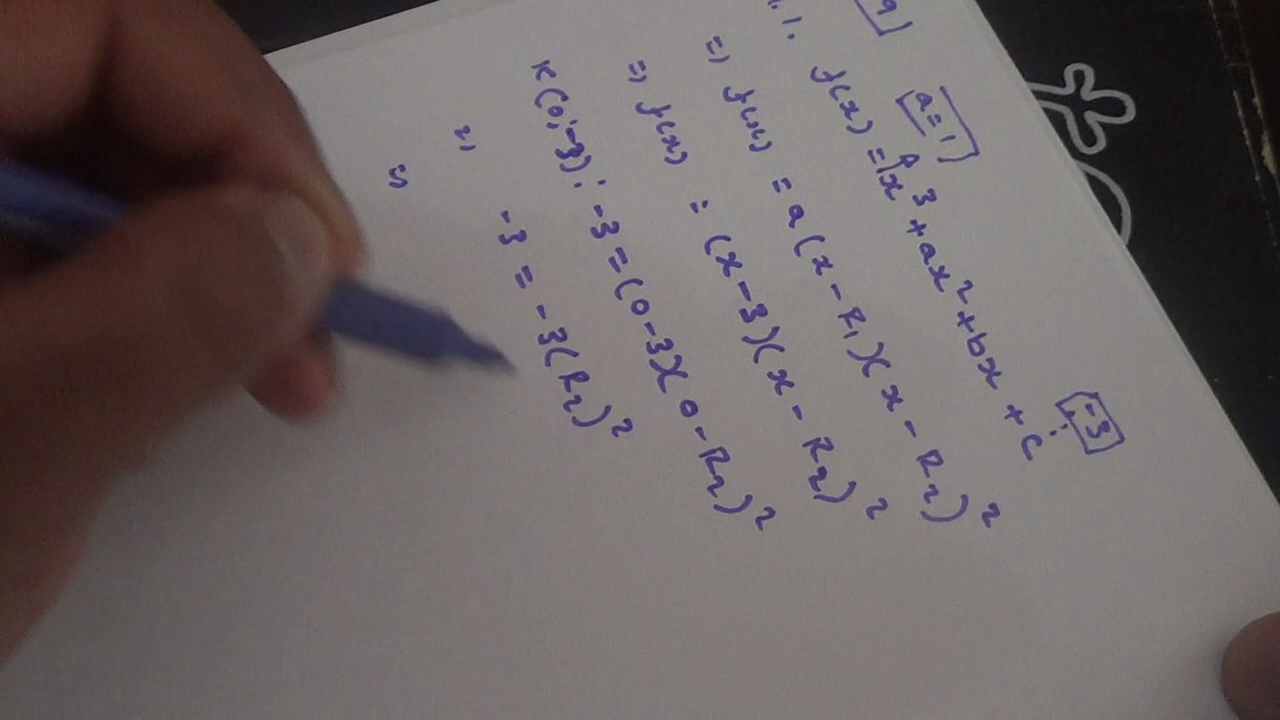 a = 1
-3
1. f(x) = 1x³ + ax² + bx + c
=> f(x) = a(x - R₁)(x - R₂)²
=> f(x) = (x - 3)(x - R₂)²
K(0;-3): -3 = (0 - 3)(0 - R₂)²
=> -3 = -3(R₂)²
=>